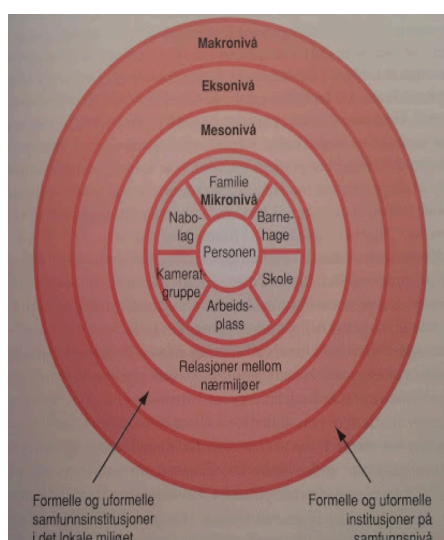 Makronivå
Eksonivå
Mesonivå
Familie
Mikronivå
Nabo-
lag
Barne-
hage
Personen
Kamerat
gruppe
Skole
Arbeids-
plass
Relasjoner mellom
nærmiljøer
Formelle og uformelle
samfunnsinstitusjoner
i det lokale miljøet
Formelle og uformelle
institusjoner på
samfunnsnivå